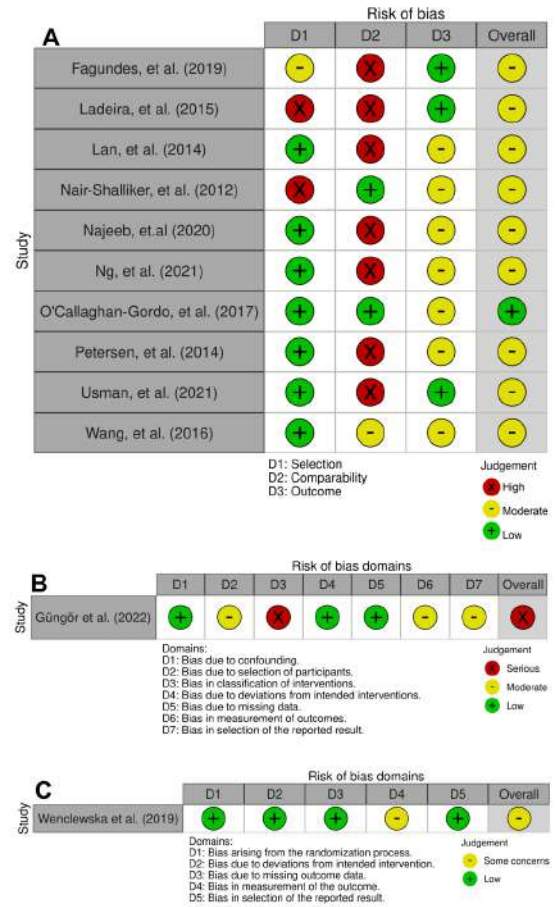 A
Risk of bias
D1 D2 D3 Overall
Study
Fagundes, et al. (2019) - X + -
Ladeira, et al. (2015) X X + -
Lan, et al. (2014) + X - -
Nair-Shalliker, et al. (2012) X + - -
Najeeb, et.al (2020) + X - -
Ng, et al. (2021) + X - -
O'Callaghan-Gordo, et al. (2017) + + - +
Petersen, et al. (2014) + X - -
Usman, et al. (2021) + X + -
Wang, et al. (2016) + - - -
D1: Selection
D2: Comparability
D3: Outcome
Judgement
X High
- Moderate
+ Low
B
Risk of bias domains
D1 D2 D3 D4 D5 D6 D7 Overall
Study
Güngör et al. (2022) + - X + + - - X
Domains:
D1: Bias due to confounding.
D2: Bias due to selection of participants.
D3: Bias in classification of interventions.
D4: Bias due to deviations from intended interventions.
D5: Bias due to missing data.
D6: Bias in measurement of outcomes.
D7: Bias in selection of the reported result.
Judgement
X Serious
- Moderate
+ Low
C
Risk of bias domains
D1 D2 D3 D4 D5 Overall
Study
Wenclewska et al. (2019) + + + - + -
Domains:
D1: Bias arising from the randomization process.
D2: Bias due to deviations from intended intervention.
D3: Bias due to missing outcome data.
D4: Bias in measurement of the outcome.
D5: Bias in selection of the reported result.
Judgement
- Some concerns
+ Low